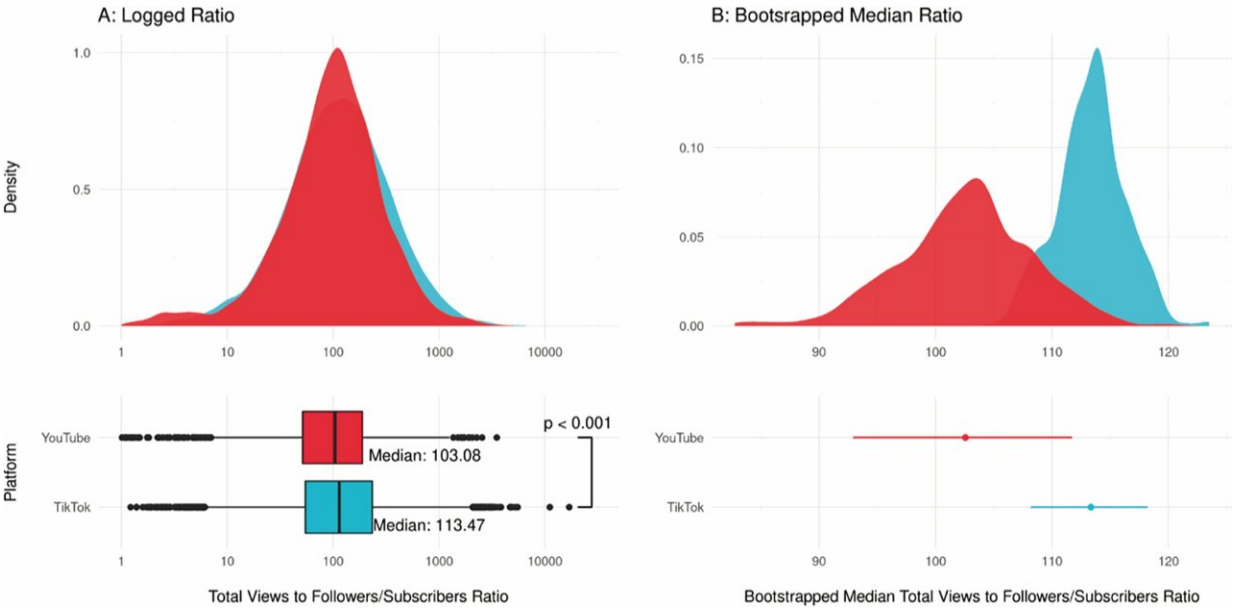 A: Logged Ratio
B: Bootsrapped Median Ratio
Density
1.0
0.5
0.0
1 10 100 1000 10000
0.15
0.10
0.05
0.00
90 100 110 120
Platform
YouTube
TikTok
p < 0.001
Median: 103.08
Median: 113.47
1 10 100 1000 10000
Total Views to Followers/Subscribers Ratio
YouTube
TikTok
90 100 110 120
Bootstrapped Median Total Views to Followers/Subscribers Ratio